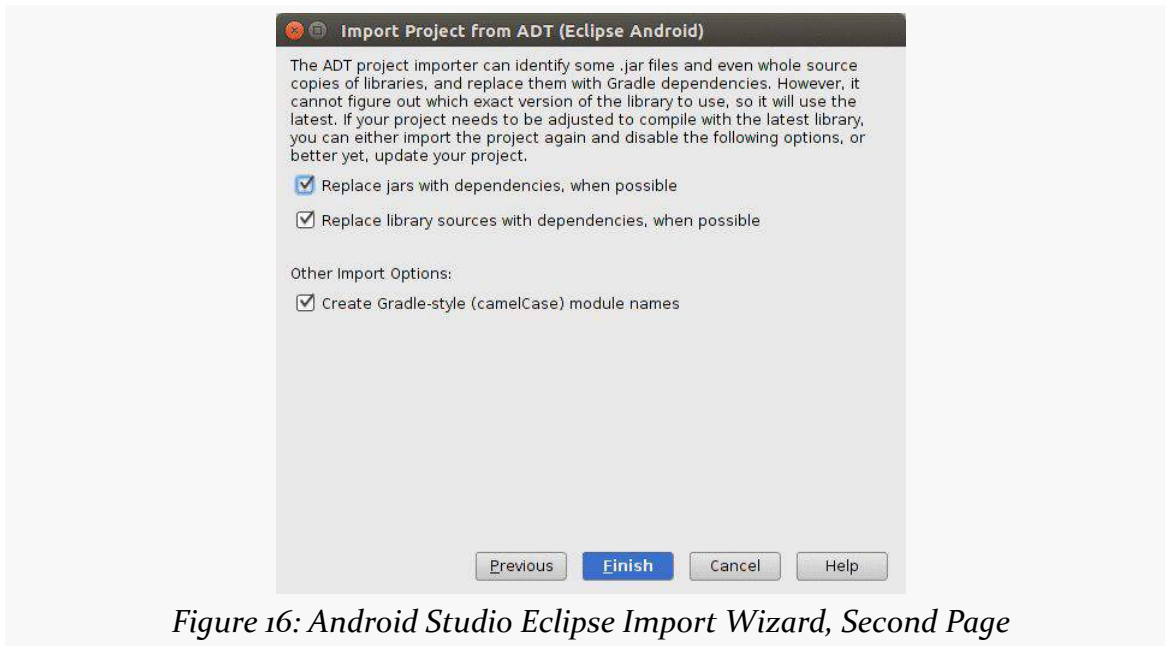 Import Project from ADT (Eclipse Android)
The ADT project importer can identify some .jar files and even whole source
copies of libraries, and replace them with Gradle dependencies. However, it
cannot figure out which exact version of the library to use, so it will use the
latest. If your project needs to be adjusted to compile with the latest library,
you can either import the project again and disable the following options, or
better yet, update your project.
Replace jars with dependencies, when possible
Replace library sources with dependencies, when possible
Other Import Options:
Create Gradle-style (camelCase) module names
Previous Finish Cancel Help
Figure 16: Android Studio Eclipse Import Wizard, Second Page